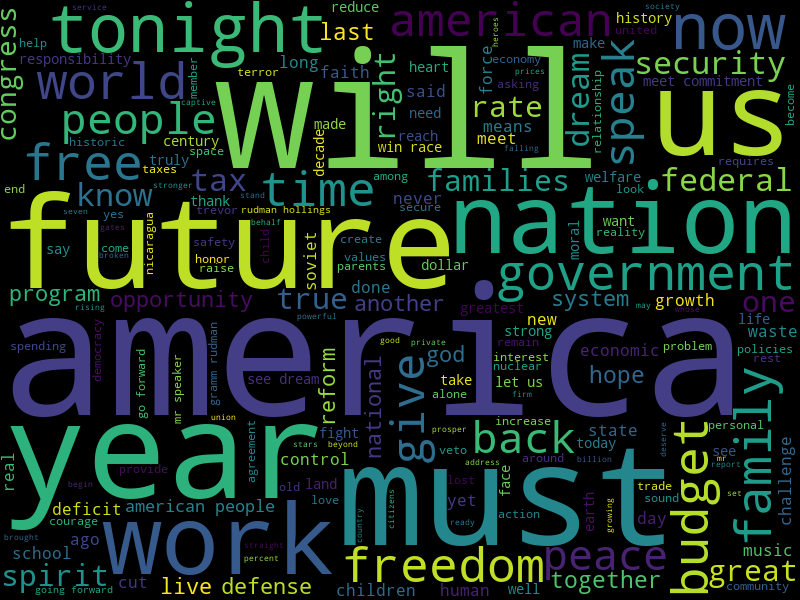 tonight
will
american
now
us
congress
help
service
reduce
last
history
society
united
heroes
responsibility
long
faith
heart
force
economy
make
world
terror
member
captive
said
right
asking
prices
dream
relationship
speak
security
meet commitment
become
people
made
need
rate
means
meet
reach
win race
decade
historic
century
space
falling
free
truly
taxes
among
families
welfare
look
requires
federal
know
tax
time
never
secure
stronger
thank
stand
end
seven
yes
trevor
rudman hollings
behalf
want
reality
nation
future
say
gates
come
broken
nicaragua
safety
honor
raise
child
soviet
create
values
parents
dollar
moral
government
program
rising
opportunity
true
done
another
powerful
greatest
system
growth
may
whose
one
america
spending
democracy
go forward
mr speaker
gramm rudman
see dream
reform
national
good
private
god
take
alone
strong
remain
interest
nuclear
let us
firm
new
economic
hope
problem
life
waste
policies
rest
year
union
agreement
stars
beyond
fight
control
give
veto
prosper
address
back
increase
around
billion
state
today
deserve
personal
see
mr
report
set
family
challenge
real
provide
begin
old
land
love
lost
yet
face
must
trade
sound
day
budget
deficit
american people
courage
brought
school
ago
work
straight
percent
country
citizens
ready
action
growing
earth
music
great
community
spirit
going forward
cut
live
defense
freedom
children
human
well
peace
together